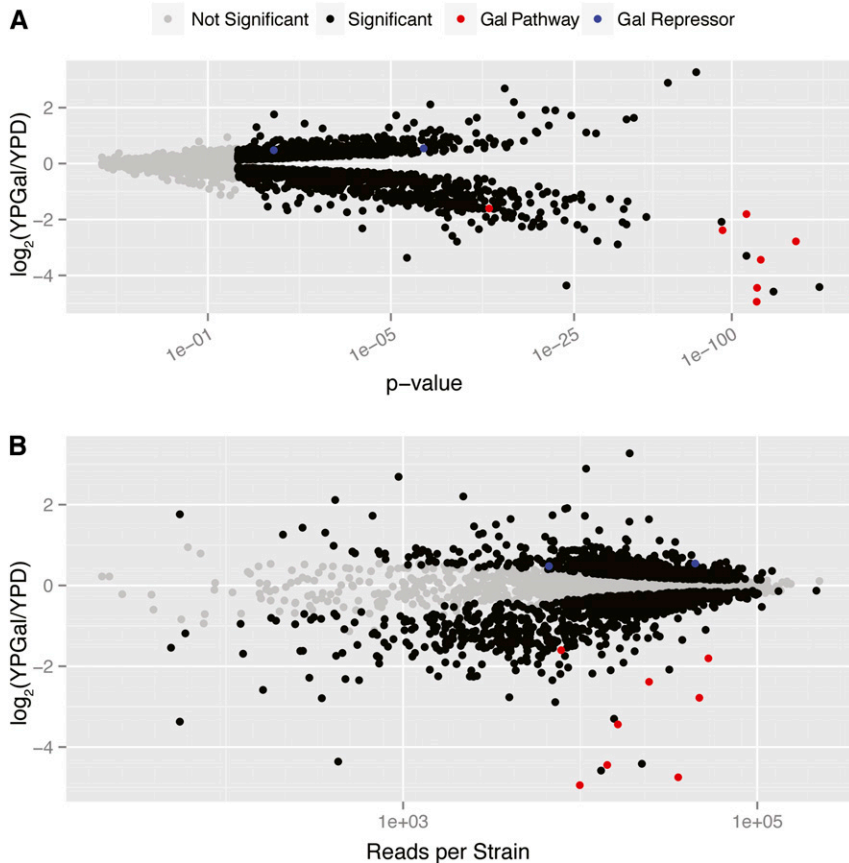 A
Not Significant
Significant
Gal Pathway
Gal Repressor
log2(YPGal/YPD)
2
0
−2
−4
1e−01
1e−05
1e−25
1e−100
p−value
B
log2(YPGal/YPD)
2
0
−2
−4
1e+03
1e+05
Reads per Strain